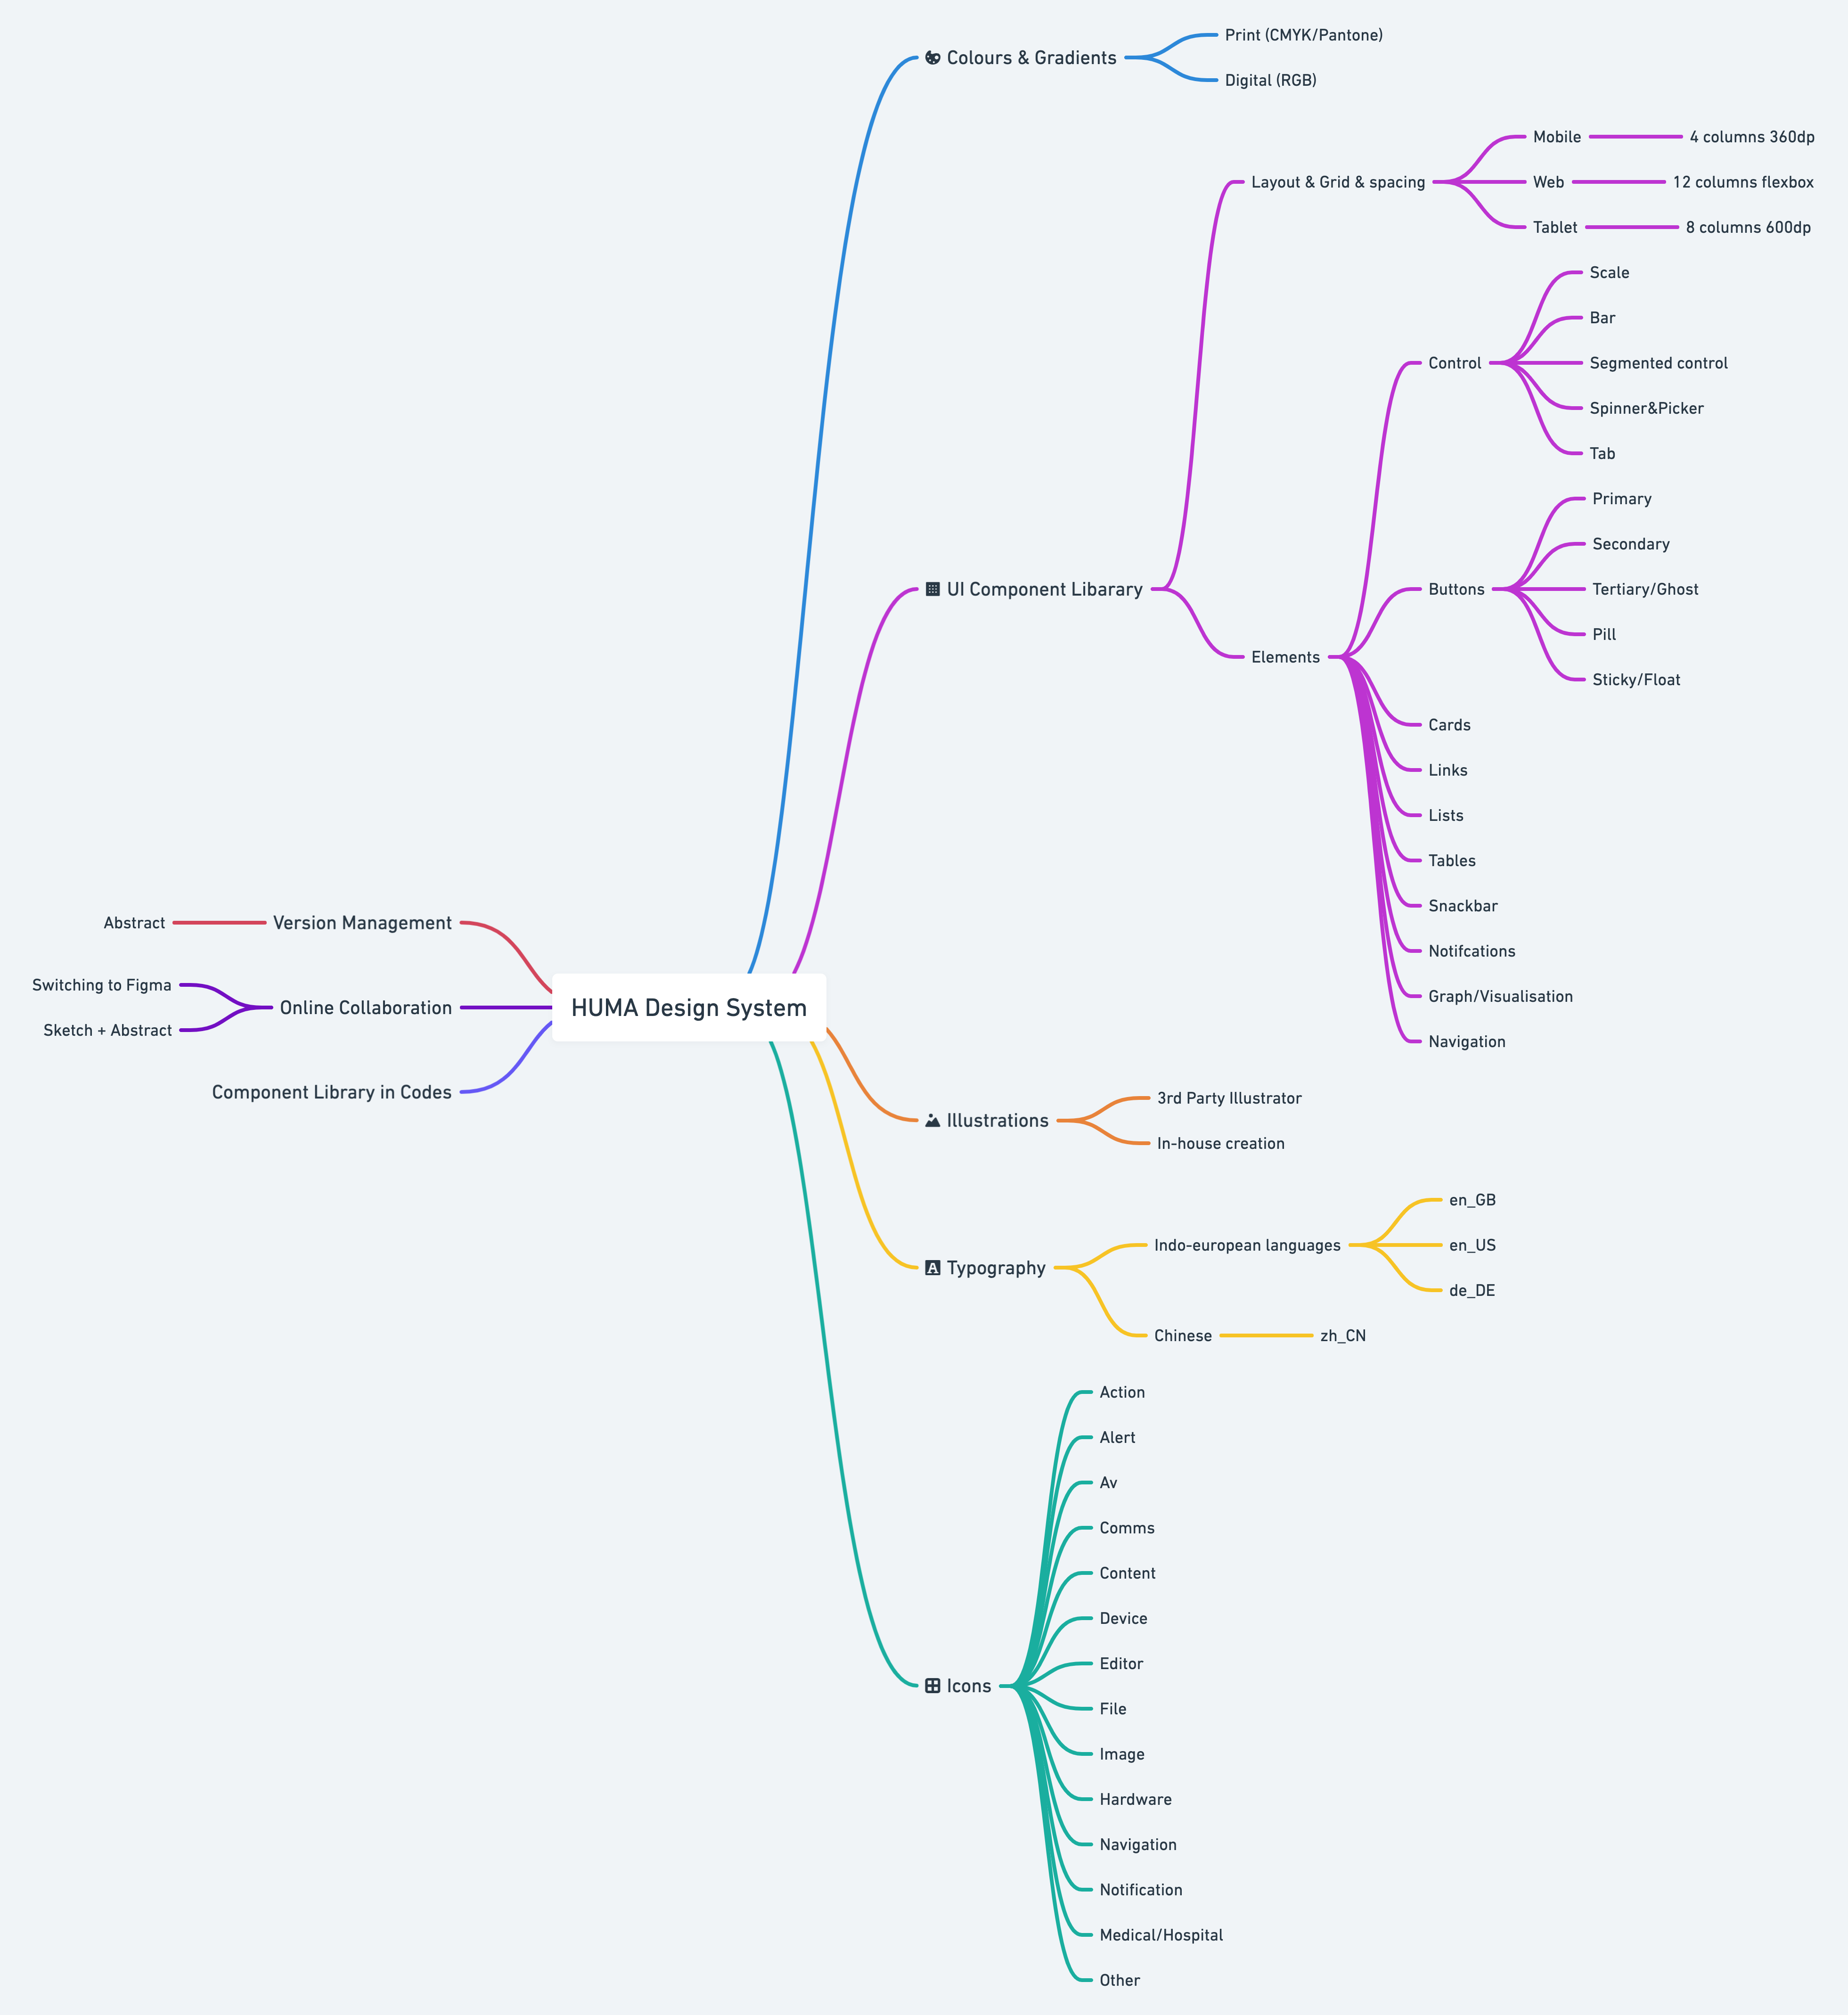 HUMA Design System
Colours & Gradients
Print (CMYK/Pantone)
Digital (RGB)
UI Component Libarary
Layout & Grid & spacing
Mobile
4 columns 360dp
Web
12 columns flexbox
Tablet
8 columns 600dp
Elements
Control
Scale
Bar
Segmented control
Spinner&Picker
Tab
Buttons
Primary
Secondary
Tertiary/Ghost
Pill
Sticky/Float
Cards
Links
Lists
Tables
Snackbar
Notifcations
Graph/Visualisation
Navigation
Illustrations
3rd Party Illustrator
In-house creation
Typography
Indo-european languages
en_GB
en_US
de_DE
Chinese
zh_CN
Icons
Action
Alert
Av
Comms
Content
Device
Editor
File
Image
Hardware
Navigation
Notification
Medical/Hospital
Other
Version Management
Abstract
Online Collaboration
Switching to Figma
Sketch + Abstract
Component Library in Codes